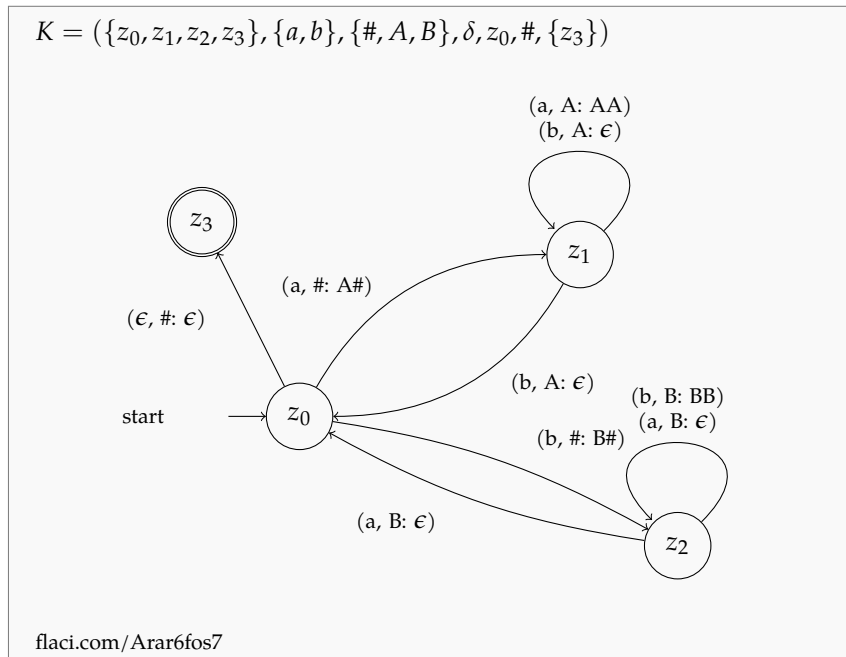 K = ({z₀, z₁, z₂, z₃}, {a, b}, {#, A, B}, δ, z₀, #, {z₃})
(a, A: AA)
(b, A: ϵ)
z₃
z₁
(a, #: A#)
(ϵ, #: ϵ)
(b, A: ϵ)
(b, B: BB)
start
z₀
(a, B: ϵ)
(b, #: B#)
(a, B: ϵ)
z₂
flaci.com/Arar6fos7